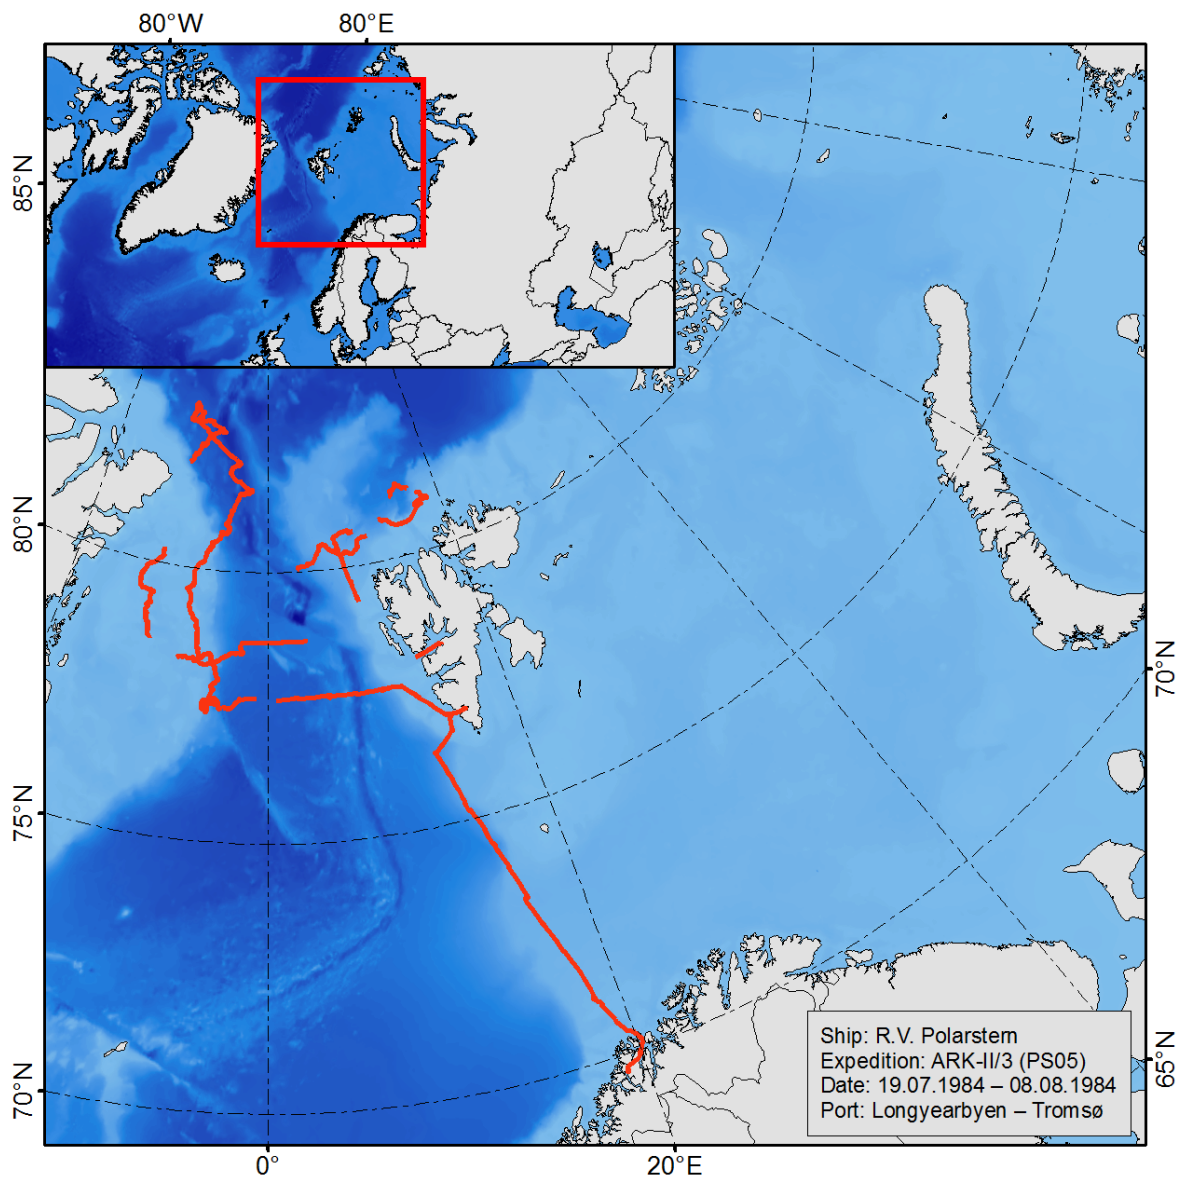 80°W 80°E
85°N
80°N
75°N
70°N
70°N
65°N
0° 20°E
Ship: R.V. Polarstern
Expedition: ARK-II/3 (PS05)
Date: 19.07.1984 – 08.08.1984
Port: Longyearbyen – Tromsø